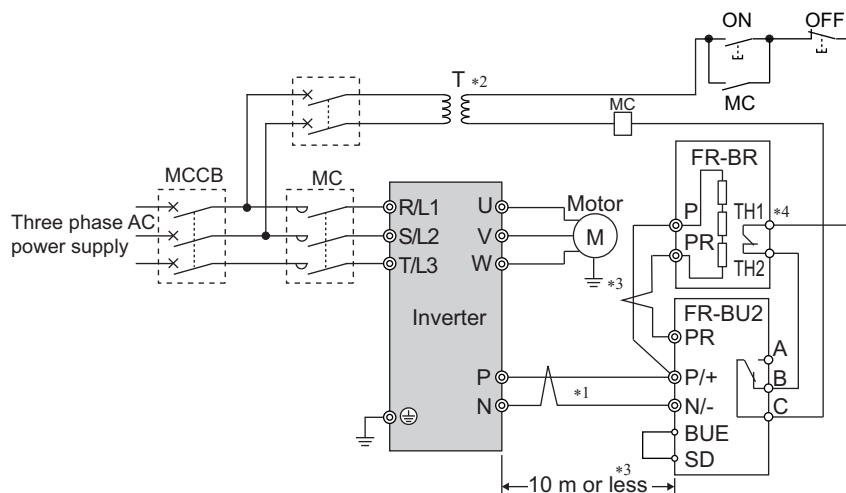 ON
OFF
T *2
MC
MC
FR-BR
MCCB
MC
P
TH1
*4
R/L1
U
Motor
Three phase AC
power supply
S/L2
V
M
PR
TH2
T/L3
W
*3
FR-BU2
Inverter
PR
A
P
P/+
B
*1
N
N/-
C
BUE
SD
*3
10 m or less